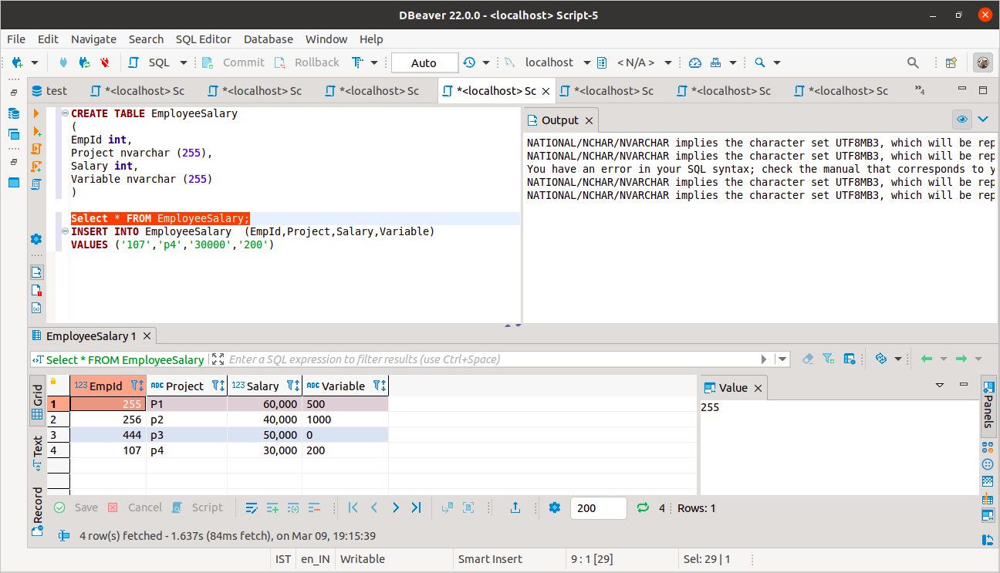 DBeaver 22.0.0 - <localhost> Script-5
File Edit Navigate Search SQL Editor Database Window Help
SQL Commit Rollback Auto localhost < N/A >
test *<localhost> Sc *<localhost> Sc *<localhost> Sc *<localhost> Sc *<localhost> Sc *<localhost> Sc *<localhost> Sc »4
CREATE TABLE EmployeeSalary
(
EmpId int,
Project nvarchar (255),
Salary int,
Variable nvarchar (255)
)
Select * FROM EmployeeSalary;
INSERT INTO EmployeeSalary (EmpId,Project,Salary,Variable)
VALUES ('107','p4','30000','200')
Output
NATIONAL/NCHAR/NVARCHAR implies the character set UTF8MB3, which will be rep
NATIONAL/NCHAR/NVARCHAR implies the character set UTF8MB3, which will be rep
You have an error in your SQL syntax; check the manual that corresponds to y
NATIONAL/NCHAR/NVARCHAR implies the character set UTF8MB3, which will be rep
NATIONAL/NCHAR/NVARCHAR implies the character set UTF8MB3, which will be rep
EmployeeSalary 1
Select * FROM EmployeeSalary Enter a SQL expression to filter results (use Ctrl+Space)
Grid
Text
Record
123 EmpId ABC Project 123 Salary ABC Variable
1 255 P1 60,000 500
2 256 p2 40,000 1000
3 444 p3 50,000 0
4 107 p4 30,000 200
Value
255
Panels
Save Cancel Script 200 4 Rows: 1
4 row(s) fetched - 1.637s (84ms fetch), on Mar 09, 19:15:39
IST en_IN Writable Smart Insert 9 : 1 [29] Sel: 29 | 1